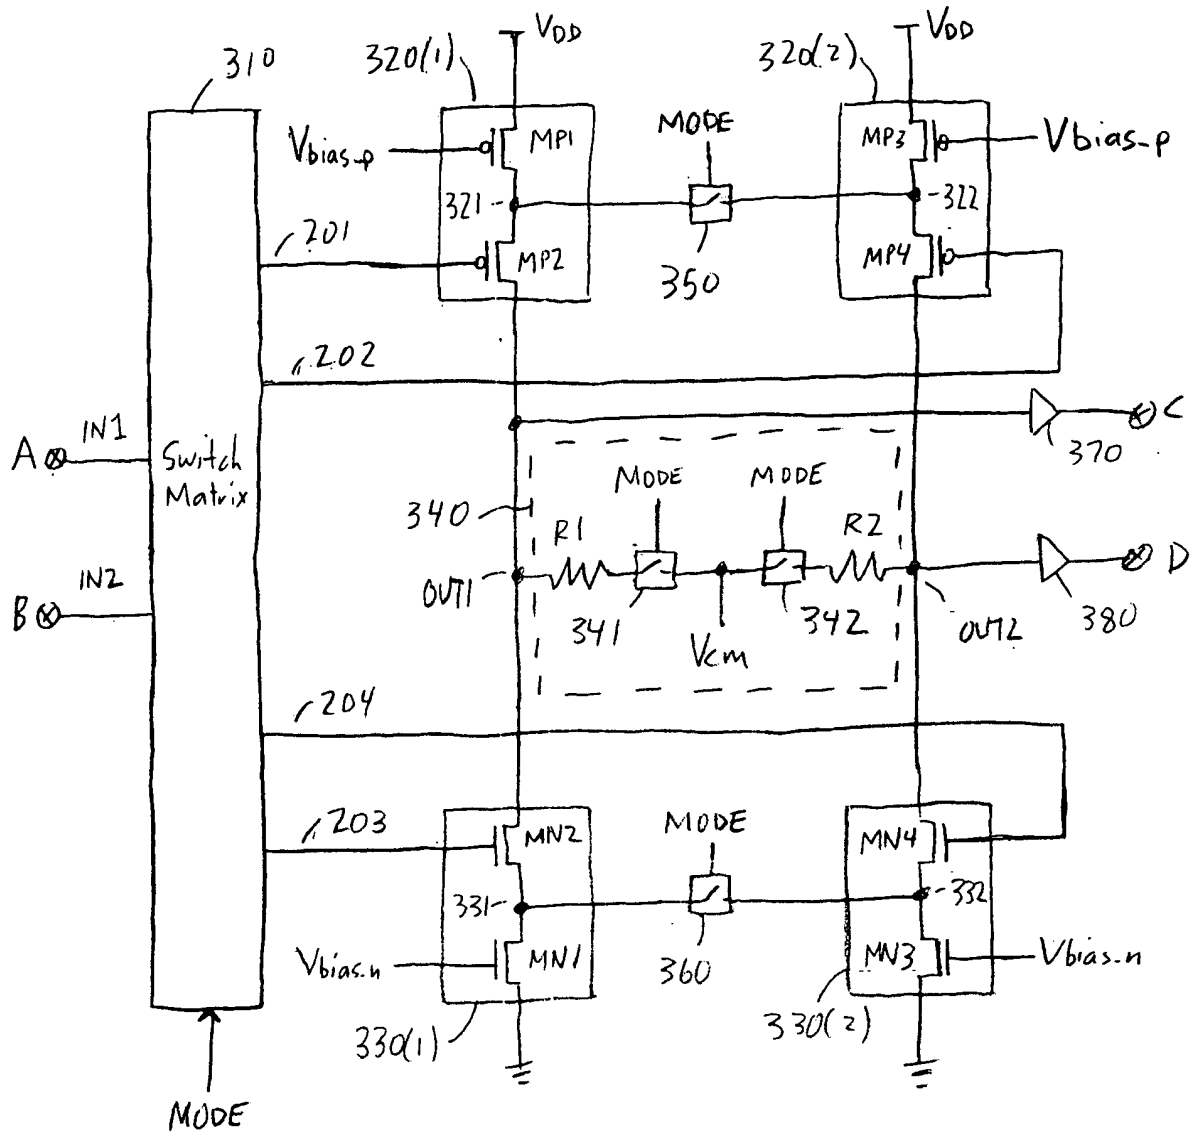 VDD
VDD
310
320(1)
320(2)
MODE
Vbias-p
MP1
MP3
Vbias-p
321
322
201
MP2
MP4
350
202
C
370
A
IN1
Switch
Matrix
MODE
MODE
340
R1
R2
D
OUT1
341
342
380
OUT2
B
IN2
Vcm
204
203
MODE
MN2
MN4
331
332
Vbias-n
MN1
MN3
Vbias-n
360
330(1)
330(2)
MODE